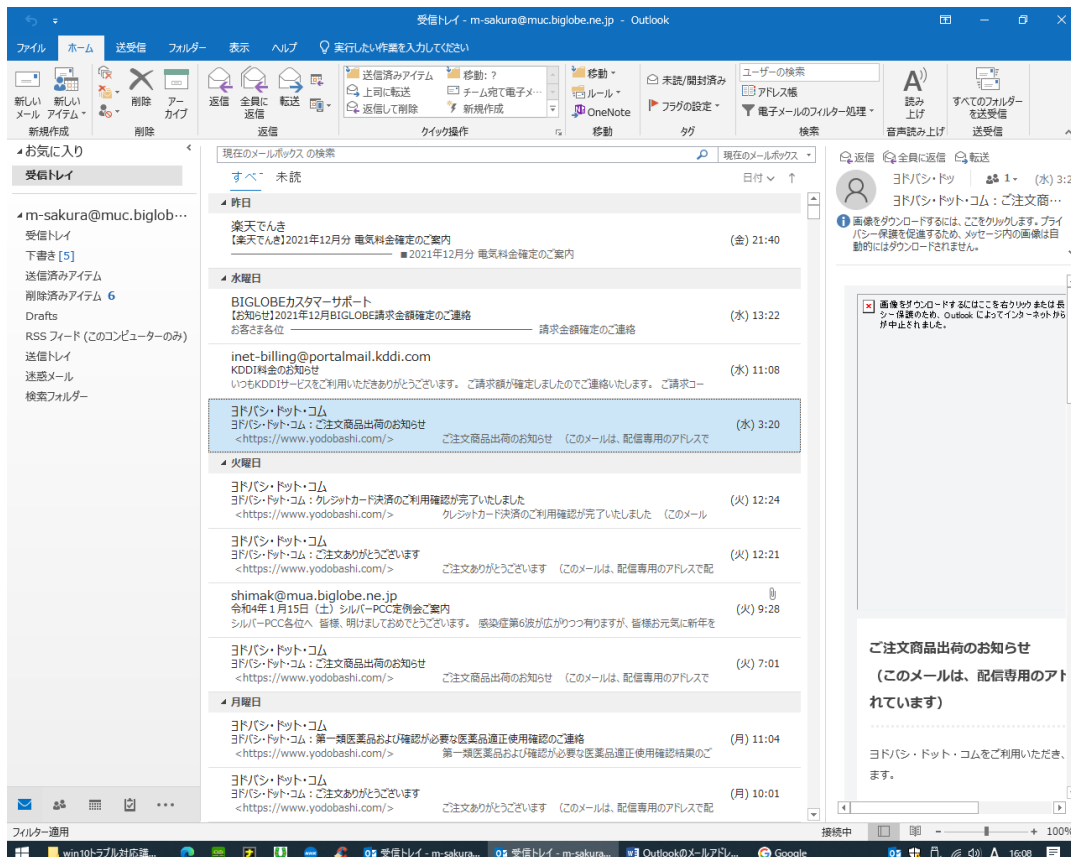 受信トレイ - m-sakura@muc.biglobe.ne.jp - Outlook
ファイル ホーム 送受信 フォルダー 表示 ヘルプ 実行したい作業を入力してください
新しいメール 新しいアイテム 削除 アーカイブ 返信 全員に返信 転送
送信済みアイテム 移動: ?
上司に転送 チーム宛て電子メ…
返信して削除 新規作成
移動 ルール OneNote
未読/開封済み フラグの設定
ユーザーの検索
アドレス帳
電子メールのフィルター処理
読み上げ すべてのフォルダーを送受信
新規作成 削除 返信 クイック操作 移動 タグ 検索 音声読み上げ 送受信
お気に入り
受信トレイ
m-sakura@muc.biglob…
受信トレイ
下書き [5]
送信済みアイテム
削除済みアイテム 6
Drafts
RSS フィード (このコンピューターのみ)
送信トレイ
迷惑メール
検索フォルダー
現在のメールボックス の検索 現在のメールボックス
すべて 未読 日付 ↑
昨日
楽天でんき
【楽天でんき】2021年12月分 電気料金確定のご案内 (金) 21:40
■2021年12月分 電気料金確定のご案内
水曜日
BIGLOBEカスタマーサポート
【お知らせ】2021年12月BIGLOBE請求金額確定のご連絡 (水) 13:22
お客さま各位 請求金額確定のご連絡
inet-billing@portalmail.kddi.com
KDDI料金のお知らせ (水) 11:08
いつもKDDIサービスをご利用いただきありがとうございます。 ご請求額が確定しましたのでご連絡いたします。 ご請求コー
ヨドバシ・ドット・コム
ヨドバシ・ドット・コム：ご注文商品出荷のお知らせ (水) 3:20
<https://www.yodobashi.com/> ご注文商品出荷のお知らせ （このメールは、配信専用のアドレスで
火曜日
ヨドバシ・ドット・コム
ヨドバシ・ドット・コム：クレジットカード決済のご利用確認が完了いたしました (火) 12:24
<https://www.yodobashi.com/> クレジットカード決済のご利用確認が完了いたしました （このメール
ヨドバシ・ドット・コム
ヨドバシ・ドット・コム：ご注文ありがとうございます (火) 12:21
<https://www.yodobashi.com/> ご注文ありがとうございます （このメールは、配信専用のアドレスで配
shimak@mua.biglobe.ne.jp
令和4年１月15日（土）シルバーPCC定例会ご案内 (火) 9:28
シルバーPCC各位へ 皆様、明けましておめでとうございます。 感染症第6波が広がりつつ有りますが、皆様お元気に新年を
ヨドバシ・ドット・コム
ヨドバシ・ドット・コム：ご注文商品出荷のお知らせ (火) 7:01
<https://www.yodobashi.com/> ご注文商品出荷のお知らせ （このメールは、配信専用のアドレスで
月曜日
ヨドバシ・ドット・コム
ヨドバシ・ドット・コム：第一類医薬品および確認が必要な医薬品適正使用確認のご連絡 (月) 11:04
<https://www.yodobashi.com/> 第一類医薬品および確認が必要な医薬品適正使用確認結果のご
ヨドバシ・ドット・コム
ヨドバシ・ドット・コム：ご注文ありがとうございます (月) 10:01
<https://www.yodobashi.com/> ご注文ありがとうございます （このメールは、配信専用のアドレスで配
返信 全員に返信 転送
ヨドバシ・ドッ 1 (水) 3:2
ヨドバシ・ドット・コム：ご注文商…
画像をダウンロードするには、ここをクリックします。プライ
バシー保護を促進するため、メッセージ内の画像は自
動的にはダウンロードされません。
画像をダウンロードするにはここを右クリックまたは長
シー保護のため、Outlook によってインターネットから
が中止されました。
ご注文商品出荷のお知らせ
（このメールは、配信専用のアド
れています）
ヨドバシ・ドット・コムをご利用いただき、
ます。
フィルター適用 接続中 100%
win10トラブル対応講… 受信トレイ - m-sakura… 受信トレイ - m-sakura… Outlookのメールアドレ… Google A 16:08